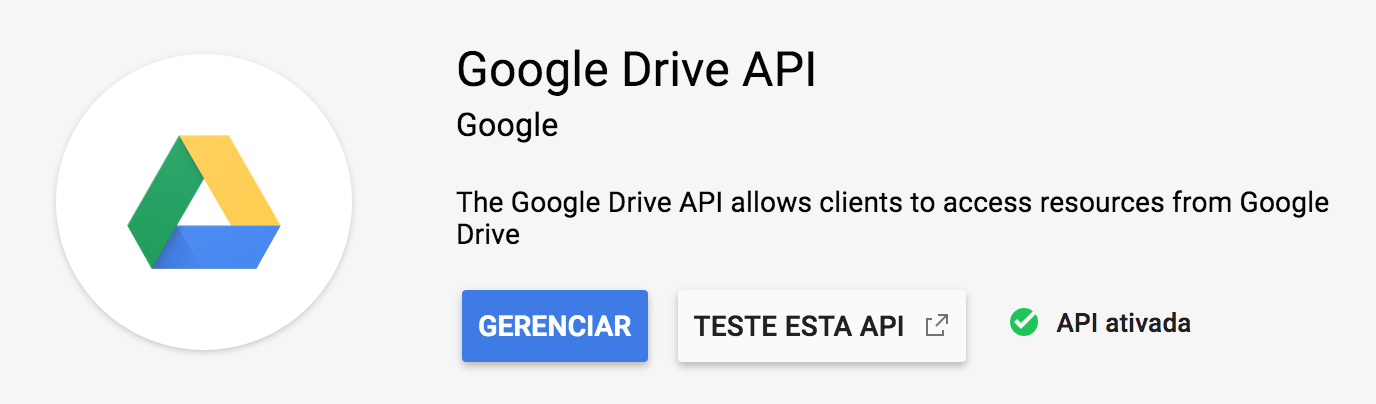 Google Drive API
Google
The Google Drive API allows clients to access resources from Google
Drive
GERENCIAR
TESTE ESTA API
API ativada